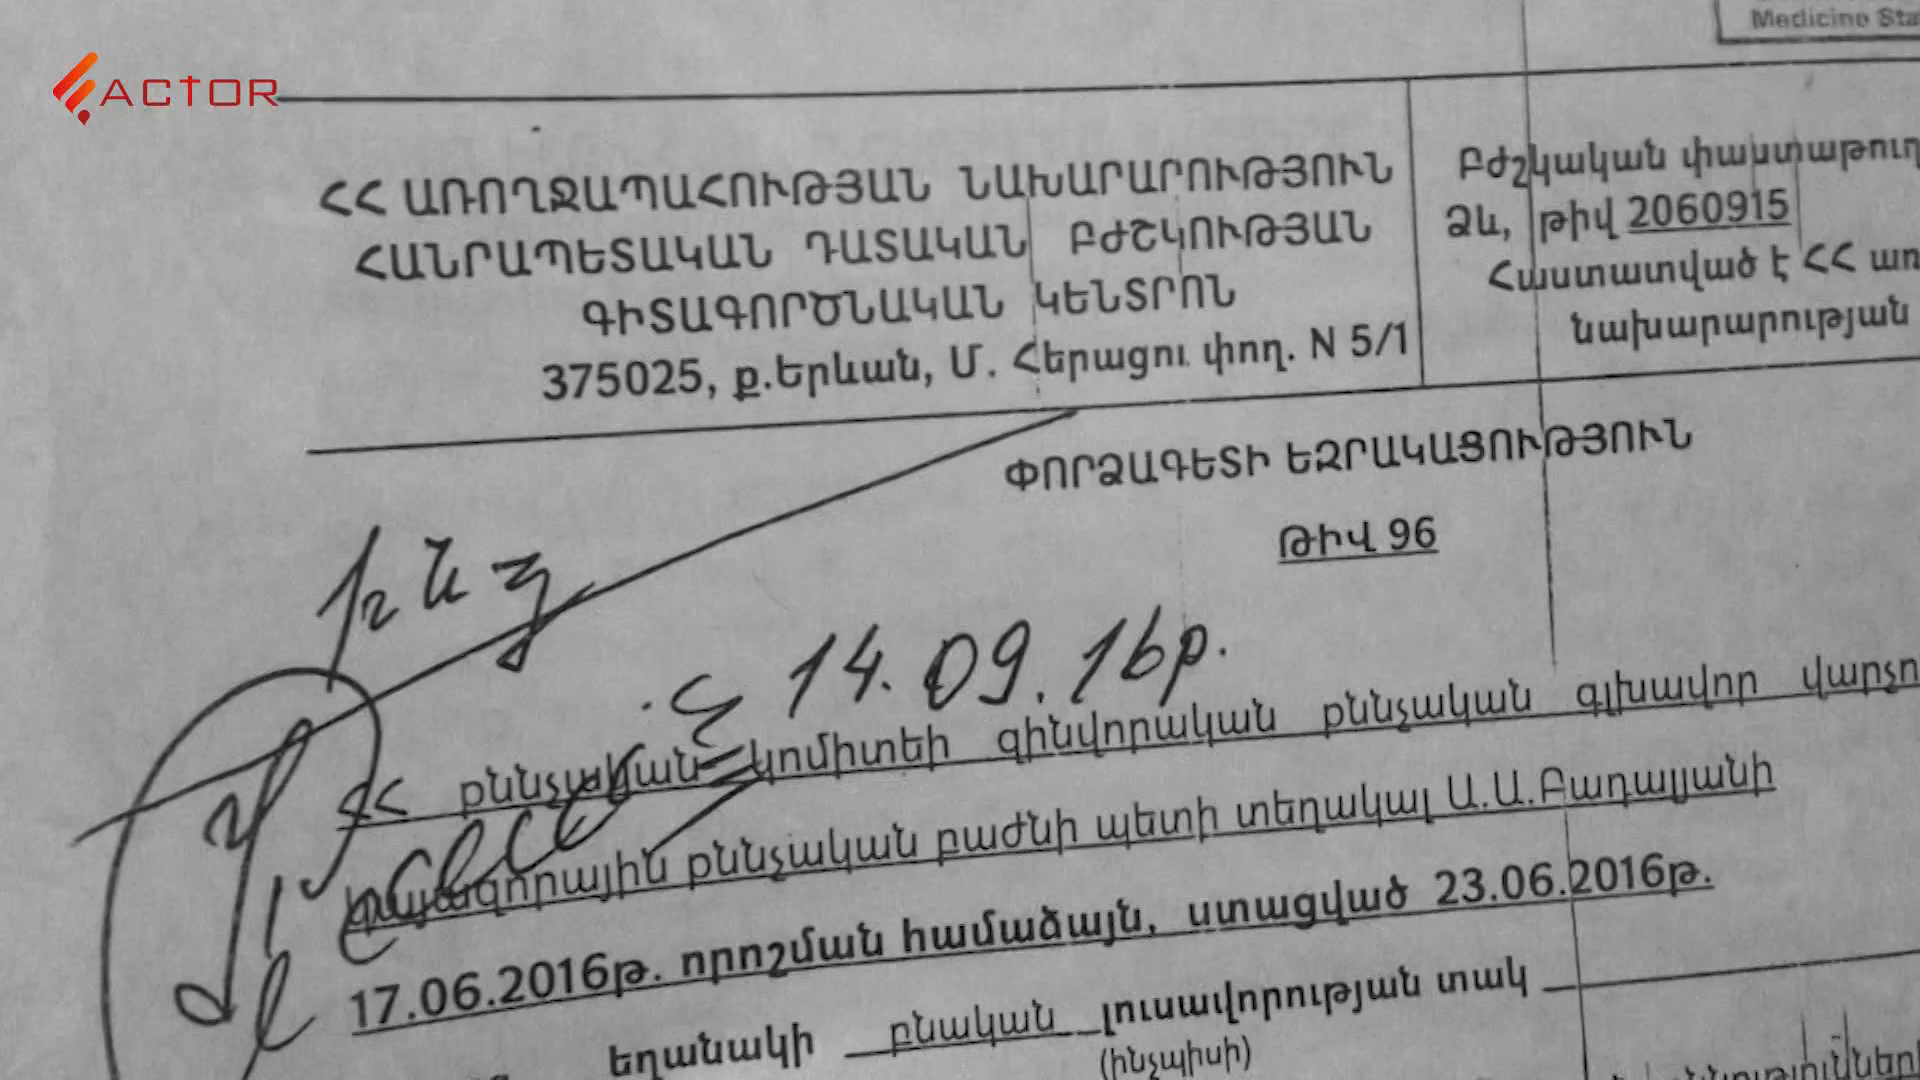 Medicine Sta
ACTOR
ՀՀ ԱՌՈՂՋԱՊԱՀՈՒԹՅԱՆ ՆԱԽԱՐԱՐՈՒԹՅՈՒՆ
ՀԱՆՐԱՊԵՏԱԿԱՆ ԴԱՏԱԿԱՆ ԲԺՇԿՈՒԹՅԱՆ
ԳԻՏԱԳՈՐԾՆԱԿԱՆ ԿԵՆՏՐՈՆ
375025, ք.Երևան, Մ. Հերացու փող. N 5/1
Բժշկական փաստաթուղ
Ձև, թիվ 2060915
Հաստատված է ՀՀ առ
նախարարության
ՓՈՐՁԱԳԵՏԻ ԵԶՐԱԿԱՑՈՒԹՅՈՒՆ
ԹԻՎ 96
14.09.16թ.
ՀՀ քննչական կոմիտեի զինվորական քննչական գլխավոր վարչո
կայազորային քննչական բաժնի պետի տեղակալ Ա.Ա.Բաղալյանի
17.06.2016թ. որոշման համաձայն, ստացված 23.06.2016թ.
եղանակի բնական լուսավորության տակ
(ինչպիսի)